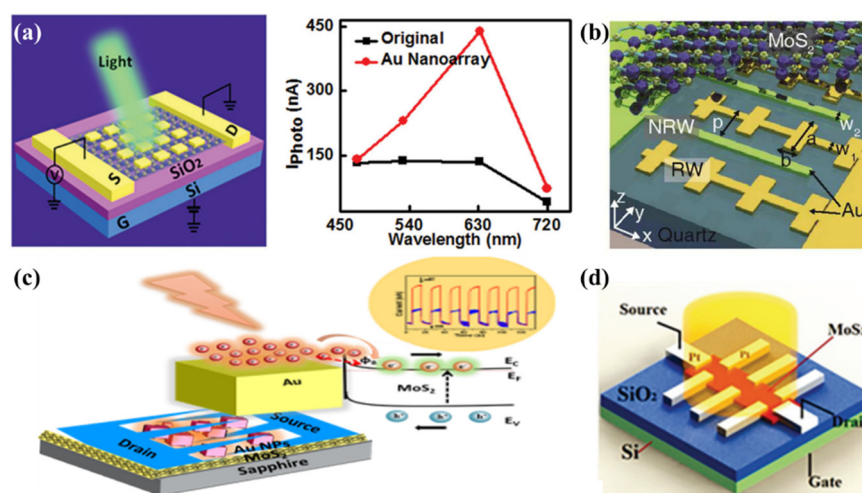 (a)
Light
V
S
D
SiO2
Si
G
450
300
150
IPhoto (nA)
Original
Au Nanoarray
450 540 630 720
Wavelength (nm)
(b)
MoS2
NRW
p
a
b
w1
w2
RW
Au
z
y
x
Quartz
(c)
Au
EC
EF
MoS2
EV
Source
Drain
Au NPs
MoS2
Sapphire
(d)
Source
Pt
Pt
MoS2
SiO2
Drain
Si
Gate